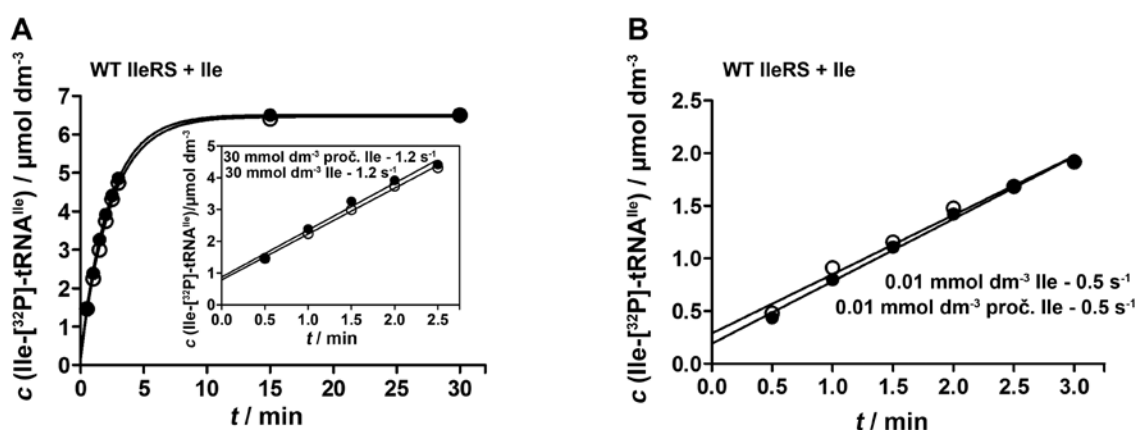 A
WT IleRS + Ile
c (Ile-[³²P]-tRNAᴵˡᵉ) / µmol dm⁻³
7
6
5
4
3
2
1
0
0 5 10 15 20 25 30
t / min
c (Ile-[³²P]-tRNAᴵˡᵉ)/µmol dm⁻³
5
4
3
2
1
0
30 mmol dm⁻³ proč. Ile - 1.2 s⁻¹
30 mmol dm⁻³ Ile - 1.2 s⁻¹
0.0 0.5 1.0 1.5 2.0 2.5
t / min
B
WT IleRS + Ile
c (Ile-[³²P]-tRNAᴵˡᵉ) / µmol dm⁻³
2.5
2.0
1.5
1.0
0.5
0.0
0.01 mmol dm⁻³ Ile - 0.5 s⁻¹
0.01 mmol dm⁻³ proč. Ile - 0.5 s⁻¹
0.0 0.5 1.0 1.5 2.0 2.5 3.0
t / min